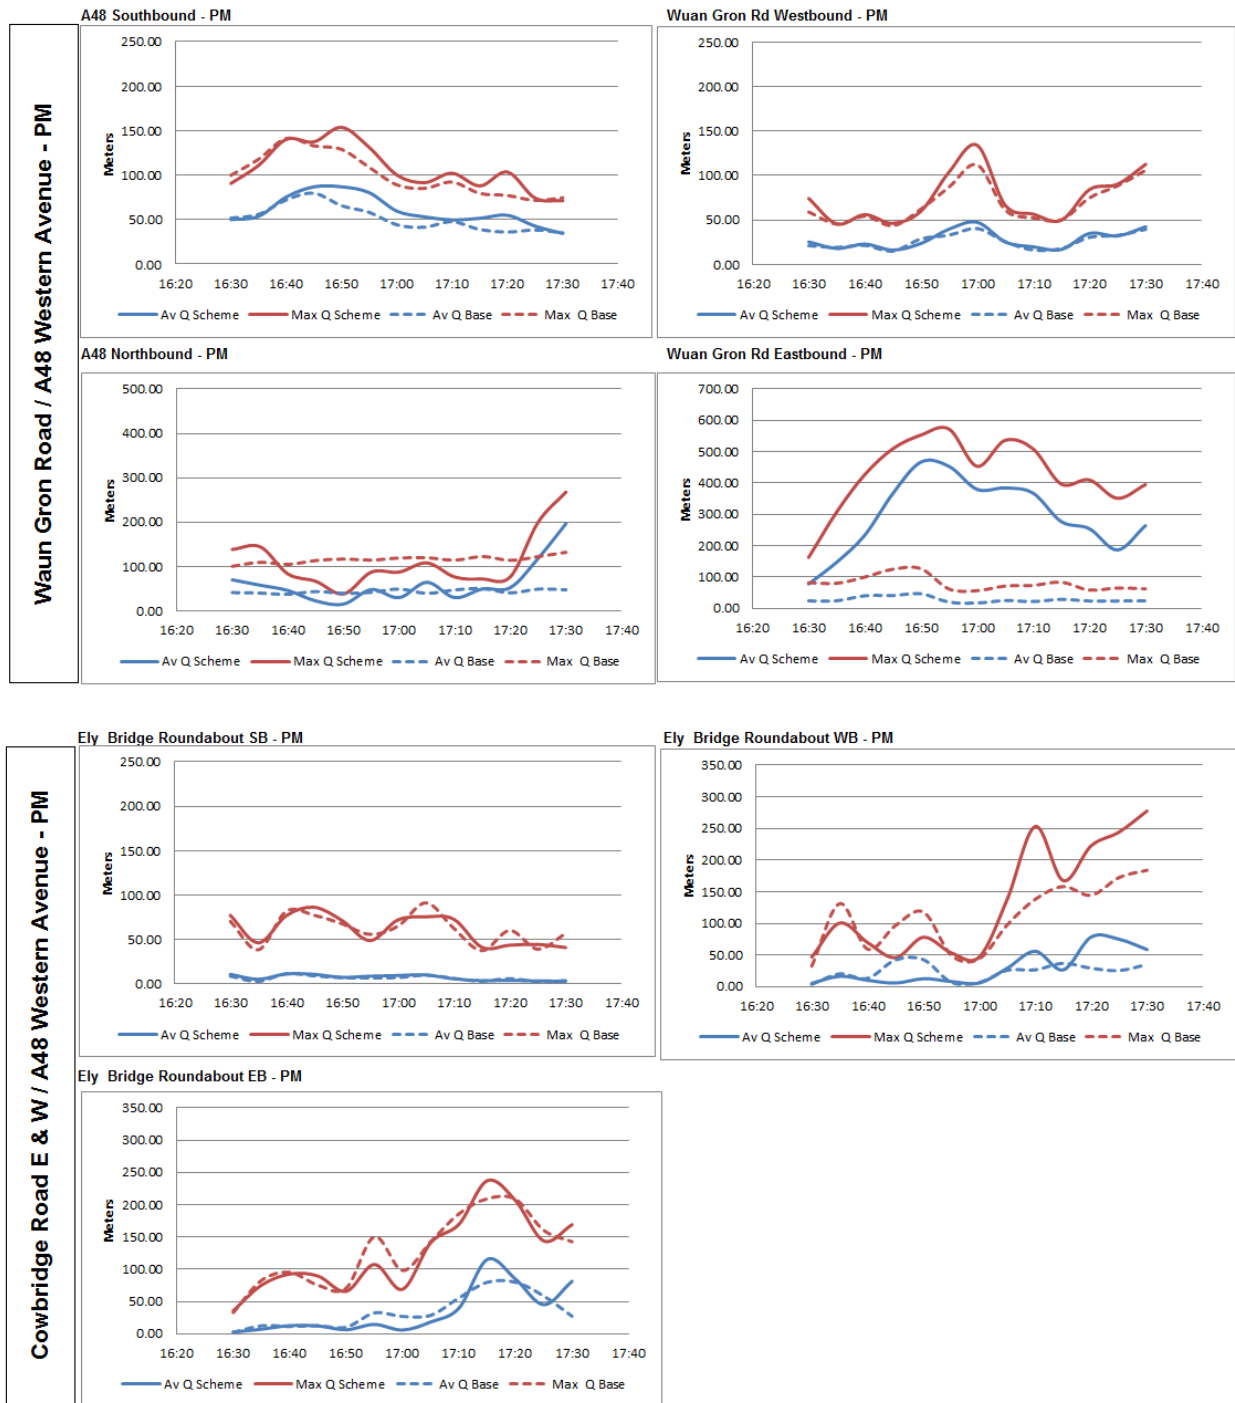 Waun Gron Road / A48 Western Avenue - PM
A48 Southbound - PM
Meters
250.00
200.00
150.00
100.00
50.00
0.00
16:20 16:30 16:40 16:50 17:00 17:10 17:20 17:30 17:40
Av Q Scheme Max Q Scheme Av Q Base Max Q Base
Wuan Gron Rd Westbound - PM
Meters
250.00
200.00
150.00
100.00
50.00
0.00
16:20 16:30 16:40 16:50 17:00 17:10 17:20 17:30 17:40
Av Q Scheme Max Q Scheme Av Q Base Max Q Base
A48 Northbound - PM
Meters
500.00
400.00
300.00
200.00
100.00
0.00
16:20 16:30 16:40 16:50 17:00 17:10 17:20 17:30 17:40
Av Q Scheme Max Q Scheme Av Q Base Max Q Base
Wuan Gron Rd Eastbound - PM
Meters
700.00
600.00
500.00
400.00
300.00
200.00
100.00
0.00
16:20 16:30 16:40 16:50 17:00 17:10 17:20 17:30 17:40
Av Q Scheme Max Q Scheme Av Q Base Max Q Base
Cowbridge Road E & W / A48 Western Avenue - PM
Ely Bridge Roundabout SB - PM
Meters
250.00
200.00
150.00
100.00
50.00
0.00
16:20 16:30 16:40 16:50 17:00 17:10 17:20 17:30 17:40
Av Q Scheme Max Q Scheme Av Q Base Max Q Base
Ely Bridge Roundabout WB - PM
Meters
350.00
300.00
250.00
200.00
150.00
100.00
50.00
0.00
16:20 16:30 16:40 16:50 17:00 17:10 17:20 17:30 17:40
Av Q Scheme Max Q Scheme Av Q Base Max Q Base
Ely Bridge Roundabout EB - PM
Meters
350.00
300.00
250.00
200.00
150.00
100.00
50.00
0.00
16:20 16:30 16:40 16:50 17:00 17:10 17:20 17:30 17:40
Av Q Scheme Max Q Scheme Av Q Base Max Q Base